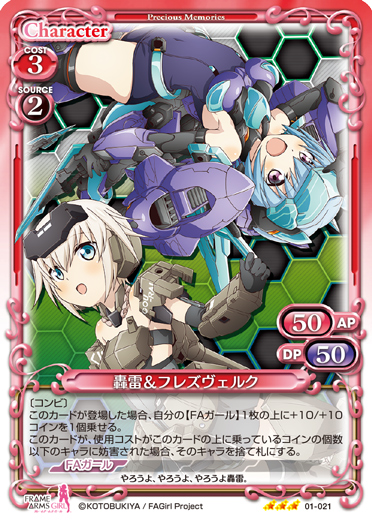 Precious Memories
Character
COST
3
SOURCE
2
50 AP
DP 50
轟雷&フレズヴェルク
[コンビ]
このカードが登場した場合、自分の【FAガール】1枚の上に+10/+10
コインを1個乗せる。
このカードが、使用コストがこのカードの上に乗っているコインの個数
以下のキャラに妨害された場合、そのキャラを捨て札にする。
FAガール
やろうよ、やろうよ、やろうよ轟雷。
FRAME
ARMS GIRL
©KOTOBUKIYA / FAGirl Project
01-021